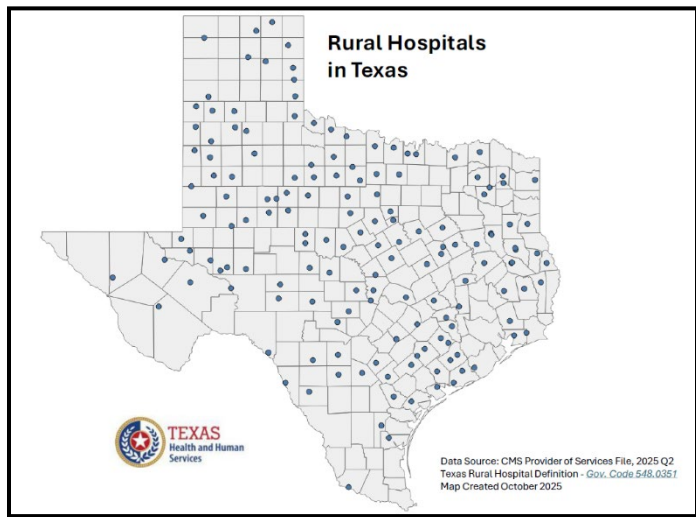 Rural Hospitals
in Texas
TEXAS
Health and Human
Services
Data Source: CMS Provider of Services File, 2025 Q2
Texas Rural Hospital Definition - Gov. Code 548.0351
Map Created October 2025